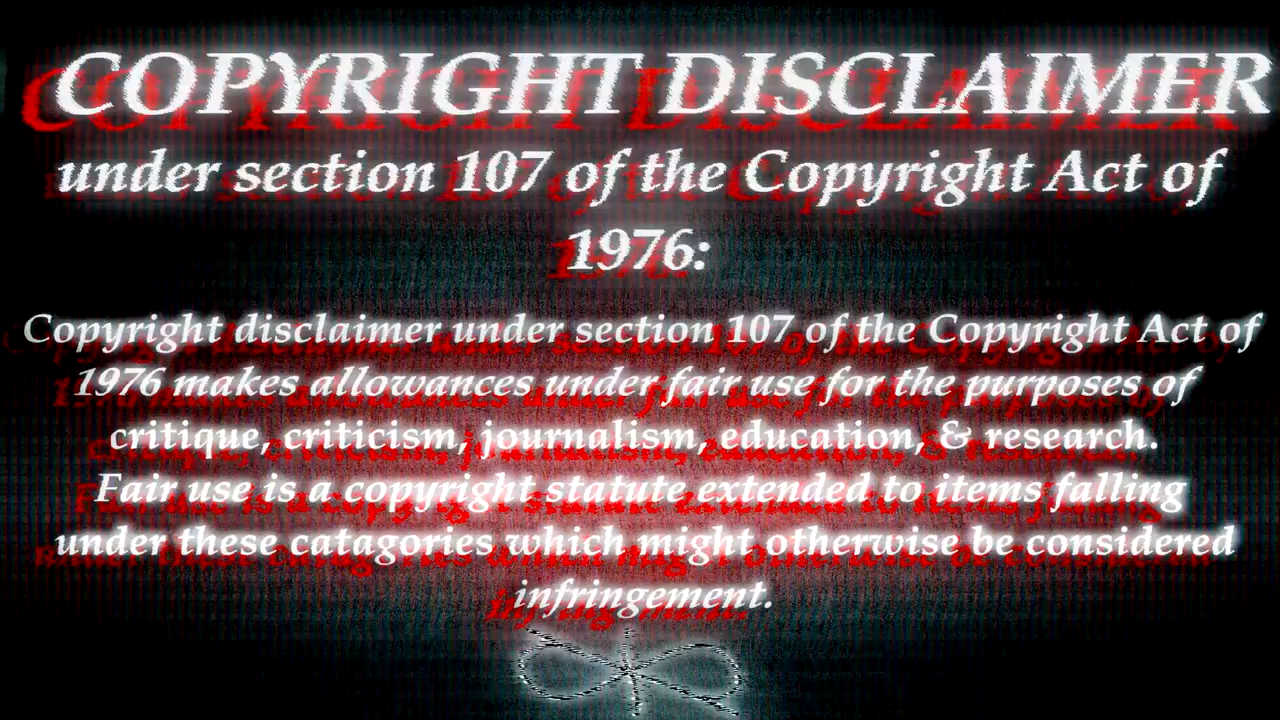 COPYRIGHT DISCLAIMER
under section 107 of the Copyright Act of
1976:
Copyright disclaimer under section 107 of the Copyright Act of
1976 makes allowances under fair use for the purposes of
critique, criticism, journalism, education, & research.
Fair use is a copyright statute extended to items falling
under these catagories which might otherwise be considered
infringement.